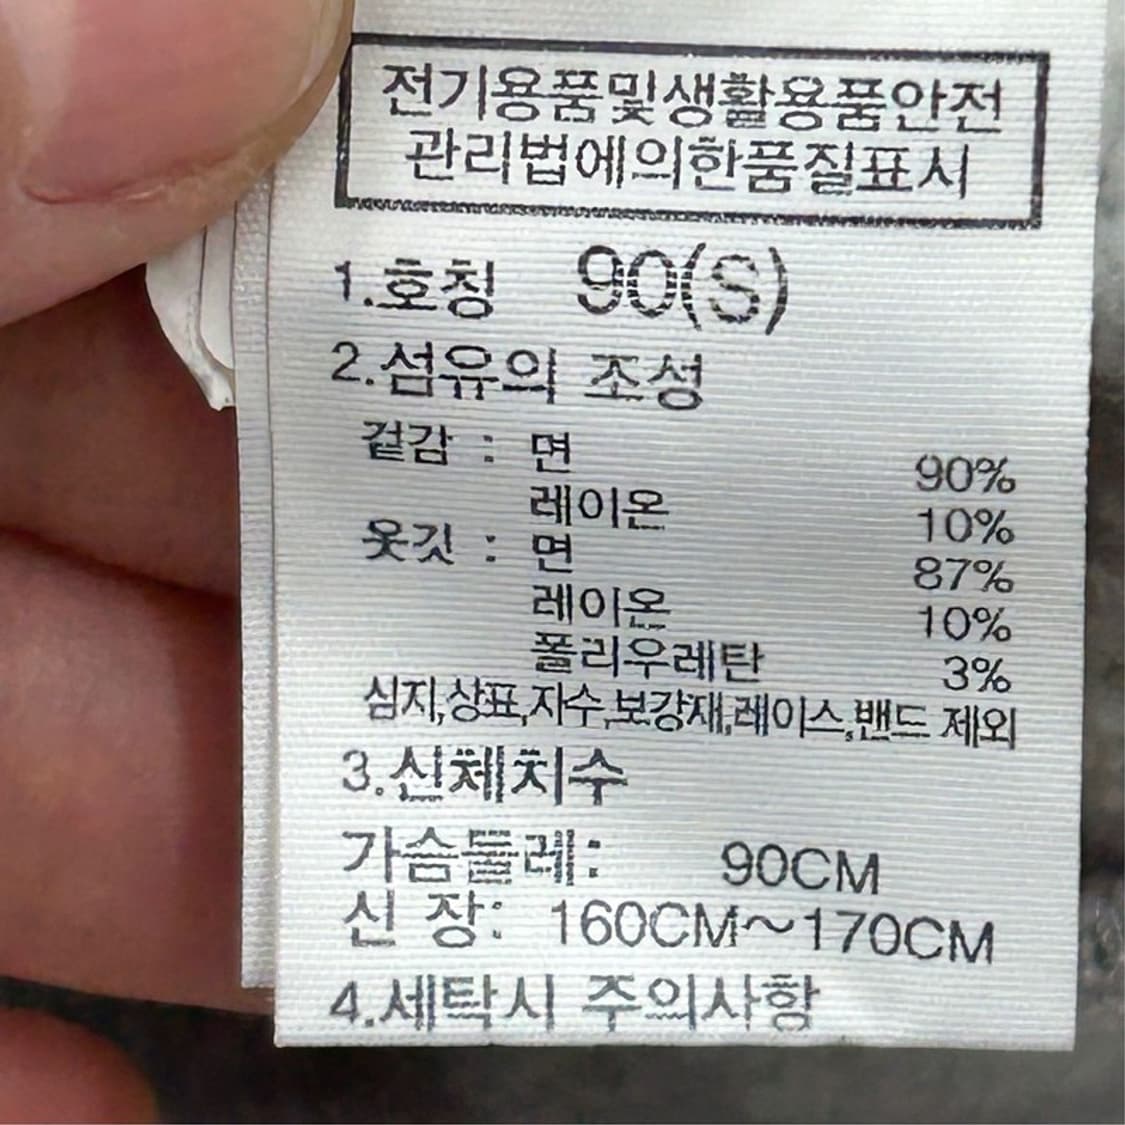 전기용품및생활용품안전
관리법에의한품질표시
1.호칭 90(S)
2.섬유의 조성
겉감 : 면 90%
레이온 10%
옷깃 : 면 87%
레이온 10%
폴리우레탄 3%
심지,상표,자수,보강재,레이스,밴드 제외
3.신체치수
가슴둘레: 90CM
신 장: 160CM~170CM
4.세탁시 주의사항